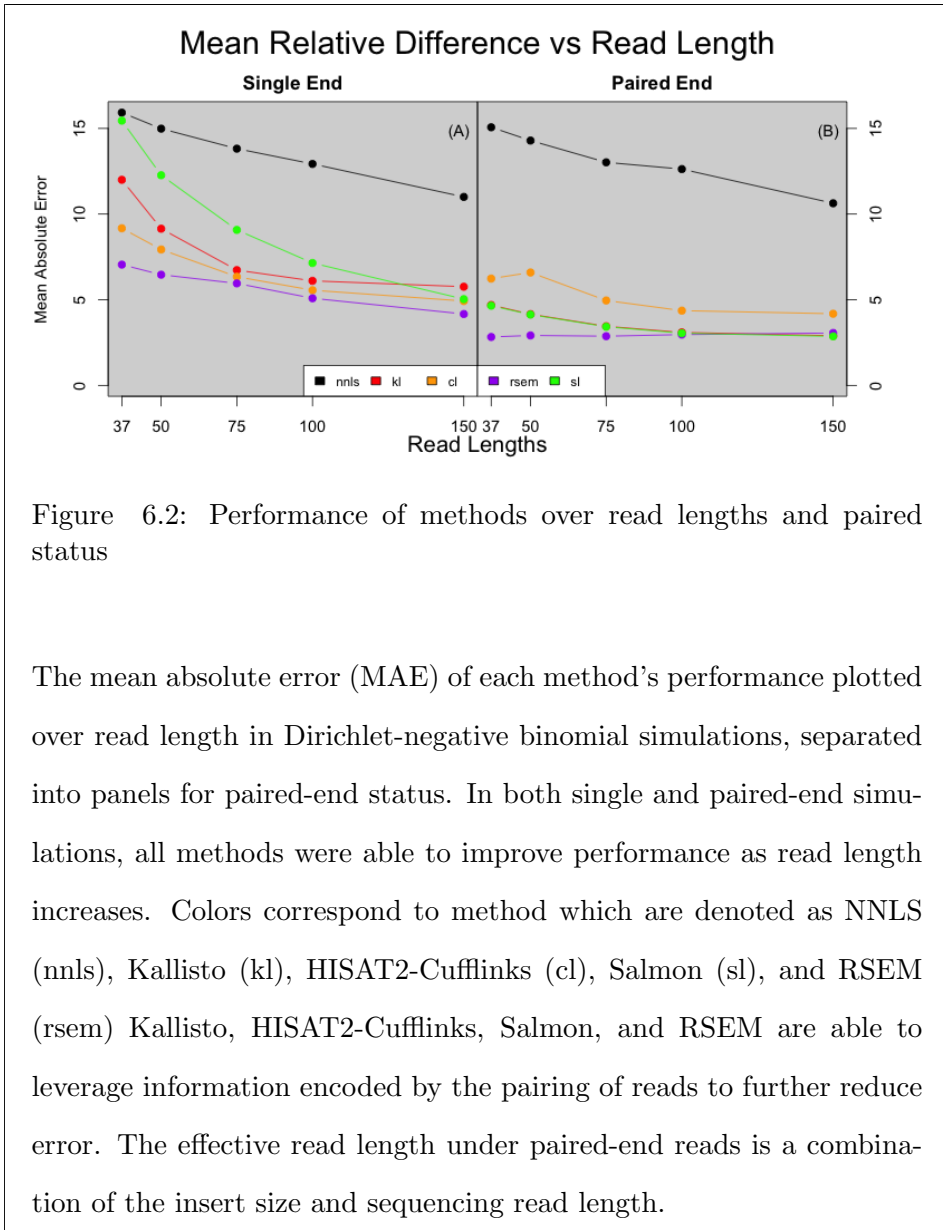 Mean Relative Difference vs Read Length
Single End
Paired End
Mean Absolute Error
15
10
5
0
(A)
(B)
15
10
5
0
nnls kl cl rsem sl
37 50 75 100 150 37 50 75 100 150
Read Lengths
Figure 6.2: Performance of methods over read lengths and paired
status
The mean absolute error (MAE) of each method's performance plotted
over read length in Dirichlet-negative binomial simulations, separated
into panels for paired-end status. In both single and paired-end simu-
lations, all methods were able to improve performance as read length
increases. Colors correspond to method which are denoted as NNLS
(nnls), Kallisto (kl), HISAT2-Cufflinks (cl), Salmon (sl), and RSEM
(rsem) Kallisto, HISAT2-Cufflinks, Salmon, and RSEM are able to
leverage information encoded by the pairing of reads to further reduce
error. The effective read length under paired-end reads is a combina-
tion of the insert size and sequencing read length.